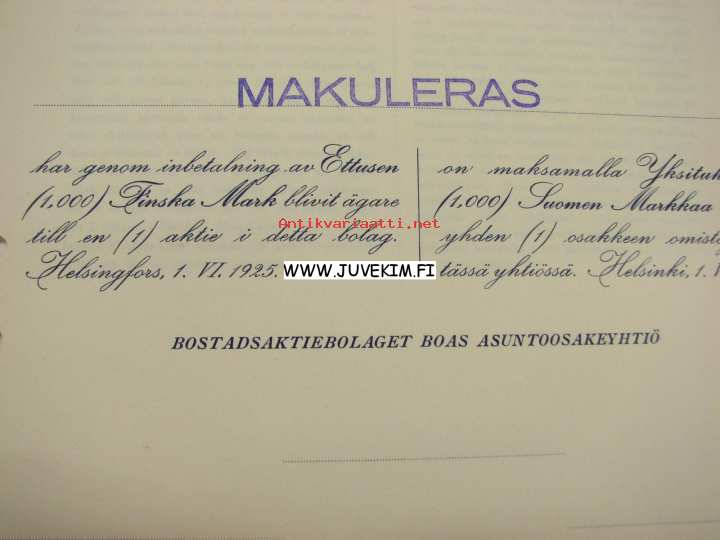 MAKULERAS
har genom inbetalning av Ettusen
(1,000) Finska Mark blivit ägare
till en (1) aktie i detta bolag.
Helsingfors, 1. VI. 1925.
on maksamalla
(1,000) Suomen Markkaa
yhden (1) osakkeen
tässä yhtiössä. Helsinki, 1.
Antikvariaatti.net
WWW.JUVEKIM.FI
BOSTADSAKTIEBOLAGET BOAS ASUNTOOSAKEYHTIÖ